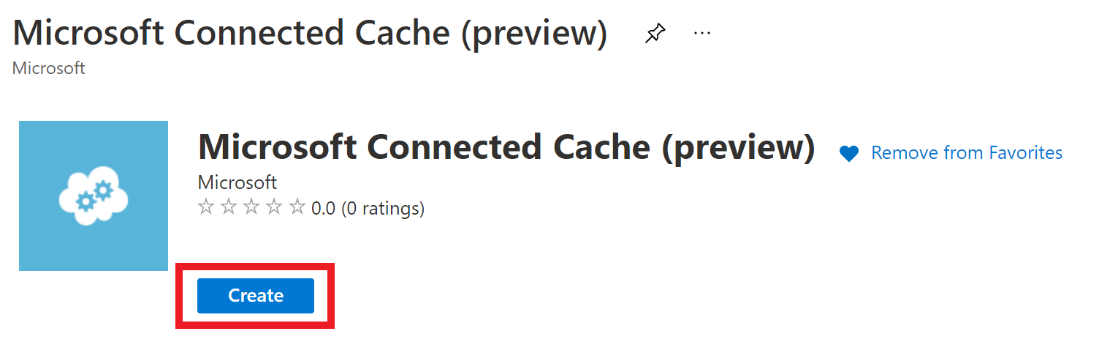 Microsoft Connected Cache (preview)
Microsoft
Microsoft Connected Cache (preview)
Remove from Favorites
Microsoft
0.0 (0 ratings)
Create